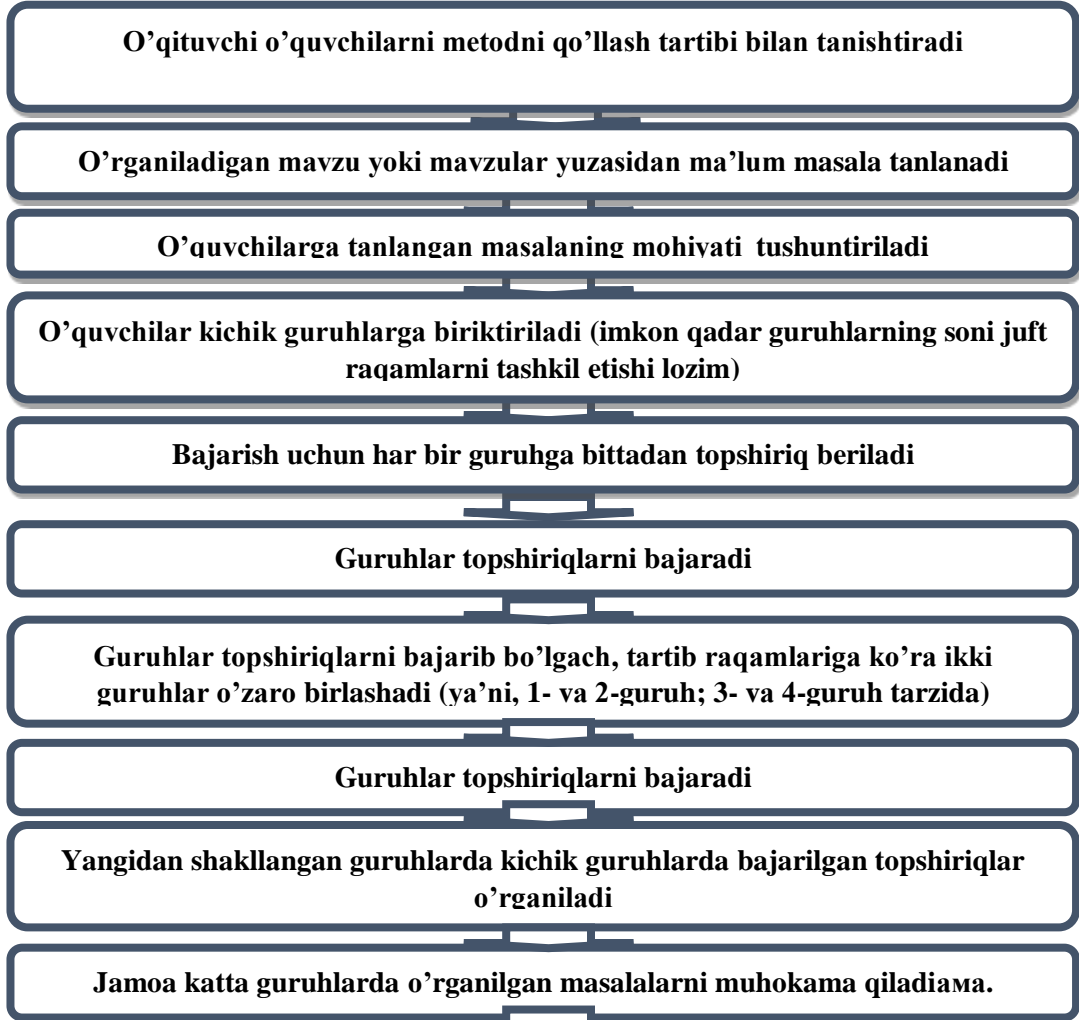 O’qituvchi o’quvchilarni metodni qo’llash tartibi bilan tanishtiradi
O’rganiladigan mavzu yoki mavzular yuzasidan ma’lum masala tanlanadi
O’quvchilarga tanlangan masalaning mohiyati tushuntiriladi
O’quvchilar kichik guruhlarga biriktiriladi (imkon qadar guruhlarning soni juft
raqamlarni tashkil etishi lozim)
Bajarish uchun har bir guruhga bittadan topshiriq beriladi
Guruhlar topshiriqlarni bajaradi
Guruhlar topshiriqlarni bajarib bo’lgach, tartib raqamlariga ko’ra ikki
guruhlar o’zaro birlashadi (ya’ni, 1- va 2-guruh; 3- va 4-guruh tarzida)
Guruhlar topshiriqlarni bajaradi
Yangidan shakllangan guruhlarda kichik guruhlarda bajarilgan topshiriqlar
o’rganiladi
Jamoa katta guruhlarda o’rganilgan masalalarni muhokama qiladiама.